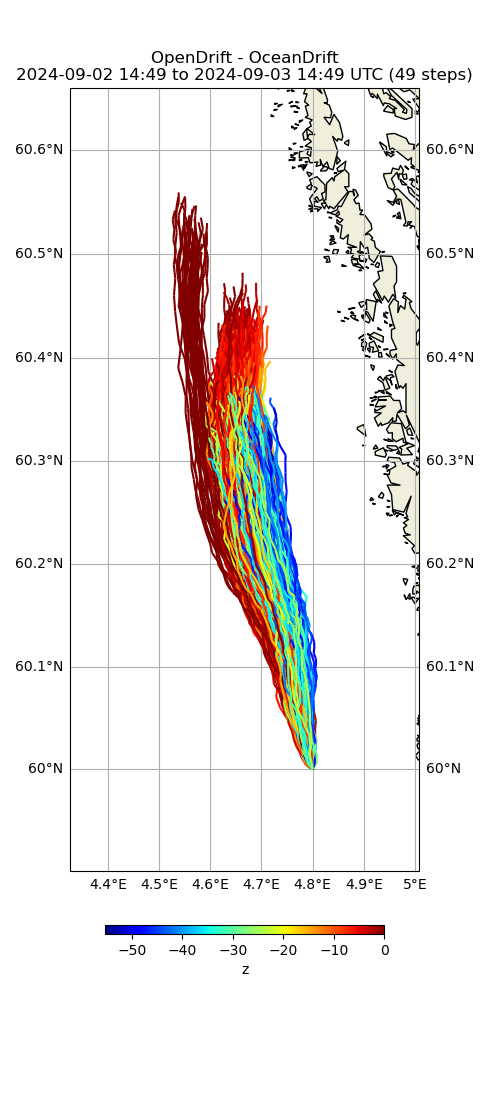 OpenDrift - OceanDrift
2024-09-02 14:49 to 2024-09-03 14:49 UTC (49 steps)
60.6°N 60.6°N
60.5°N 60.5°N
60.4°N 60.4°N
60.3°N 60.3°N
60.2°N 60.2°N
60.1°N 60.1°N
60°N 60°N
4.4°E 4.5°E 4.6°E 4.7°E 4.8°E 4.9°E 5°E
−50 −40 −30 −20 −10 0
z